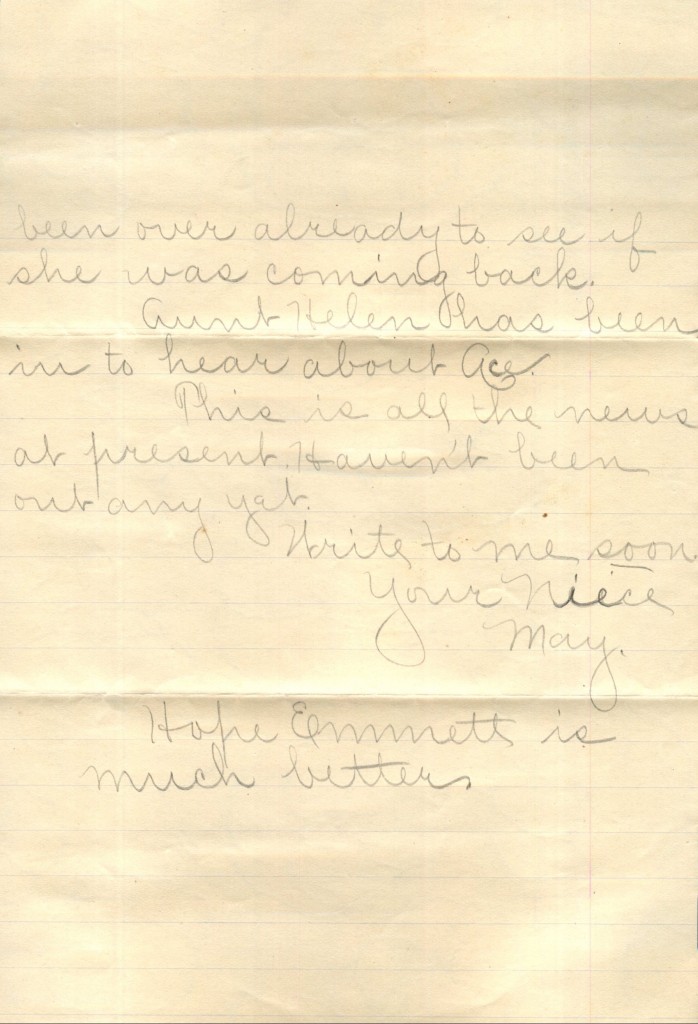 been over already to see if
she was coming back.
Aunt Helen has been
in to hear about Ace.
This is all the news
at present. Haven't been
out any yet.
Write to me soon.
Your Niece
May.
Hope Emmett is
much better.